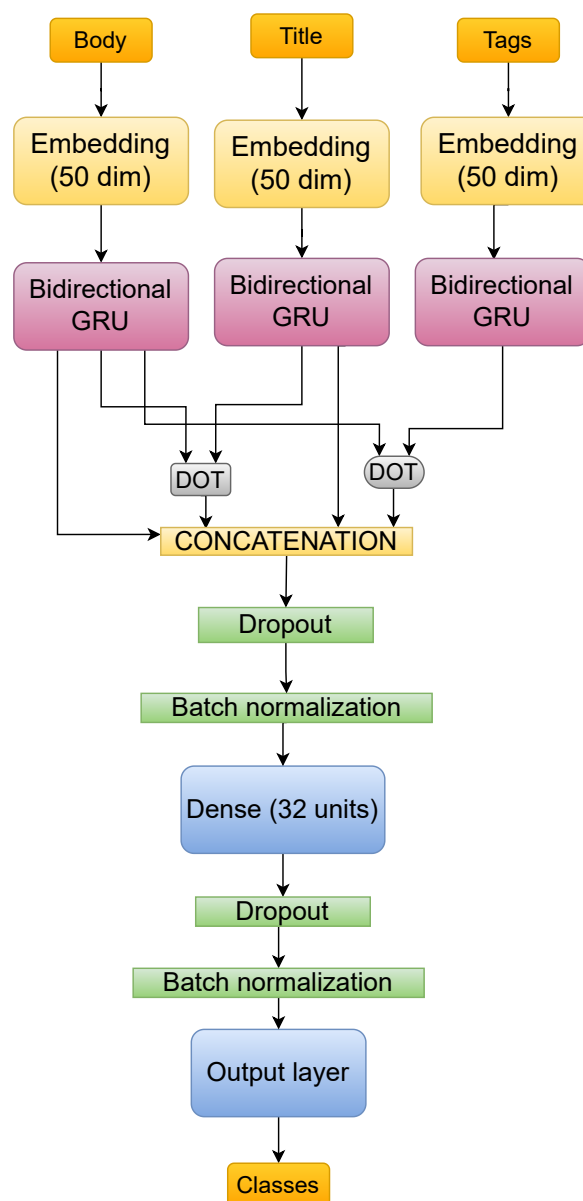 Body
Title
Tags
Embedding
(50 dim)
Embedding
(50 dim)
Embedding
(50 dim)
Bidirectional
GRU
Bidirectional
GRU
Bidirectional
GRU
DOT
DOT
CONCATENATION
Dropout
Batch normalization
Dense (32 units)
Dropout
Batch normalization
Output layer
Classes